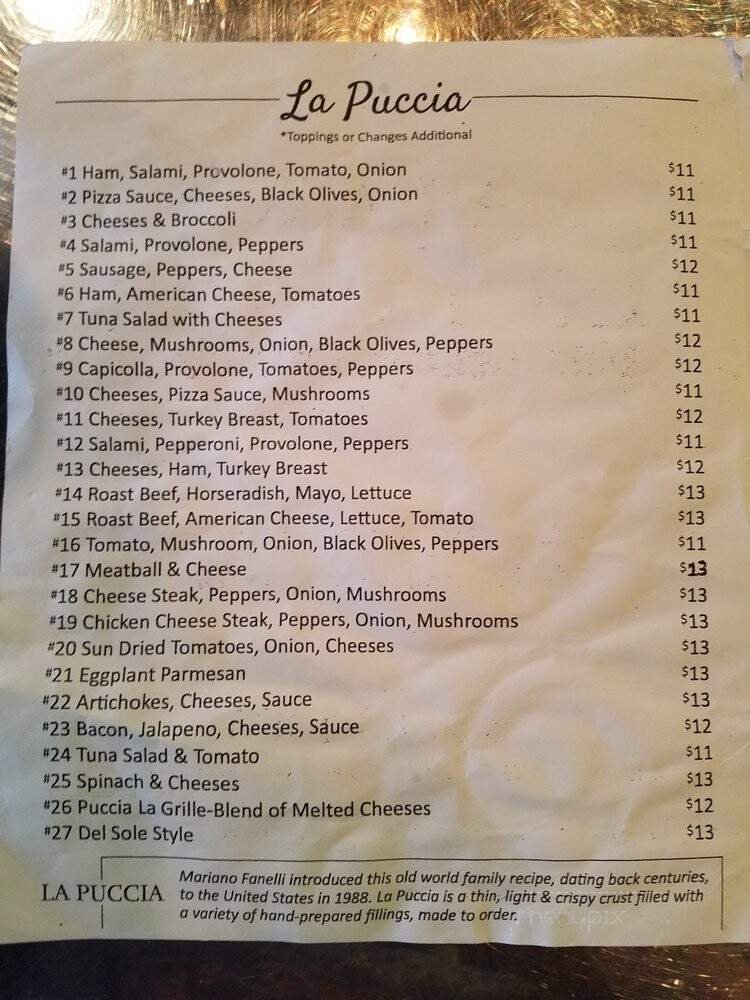 La Puccia
*Toppings or Changes Additional
#1 Ham, Salami, Provolone, Tomato, Onion $11
#2 Pizza Sauce, Cheeses, Black Olives, Onion $11
#3 Cheeses & Broccoli $11
#4 Salami, Provolone, Peppers $11
#5 Sausage, Peppers, Cheese $12
#6 Ham, American Cheese, Tomatoes $11
#7 Tuna Salad with Cheeses $11
#8 Cheese, Mushrooms, Onion, Black Olives, Peppers $12
#9 Capicolla, Provolone, Tomatoes, Peppers $12
#10 Cheeses, Pizza Sauce, Mushrooms $11
#11 Cheeses, Turkey Breast, Tomatoes $12
#12 Salami, Pepperoni, Provolone, Peppers $11
#13 Cheeses, Ham, Turkey Breast $12
#14 Roast Beef, Horseradish, Mayo, Lettuce $13
#15 Roast Beef, American Cheese, Lettuce, Tomato $13
#16 Tomato, Mushroom, Onion, Black Olives, Peppers $11
#17 Meatball & Cheese $13
#18 Cheese Steak, Peppers, Onion, Mushrooms $13
#19 Chicken Cheese Steak, Peppers, Onion, Mushrooms $13
#20 Sun Dried Tomatoes, Onion, Cheeses $13
#21 Eggplant Parmesan $13
#22 Artichokes, Cheeses, Sauce $13
#23 Bacon, Jalapeno, Cheeses, Sauce $12
#24 Tuna Salad & Tomato $11
#25 Spinach & Cheeses $13
#26 Puccia La Grille-Blend of Melted Cheeses $12
#27 Del Sole Style $13
LA PUCCIA
Mariano Fanelli introduced this old world family recipe, dating back centuries,
to the United States in 1988. La Puccia is a thin, light & crispy crust filled with
a variety of hand-prepared fillings, made to order.
menupix